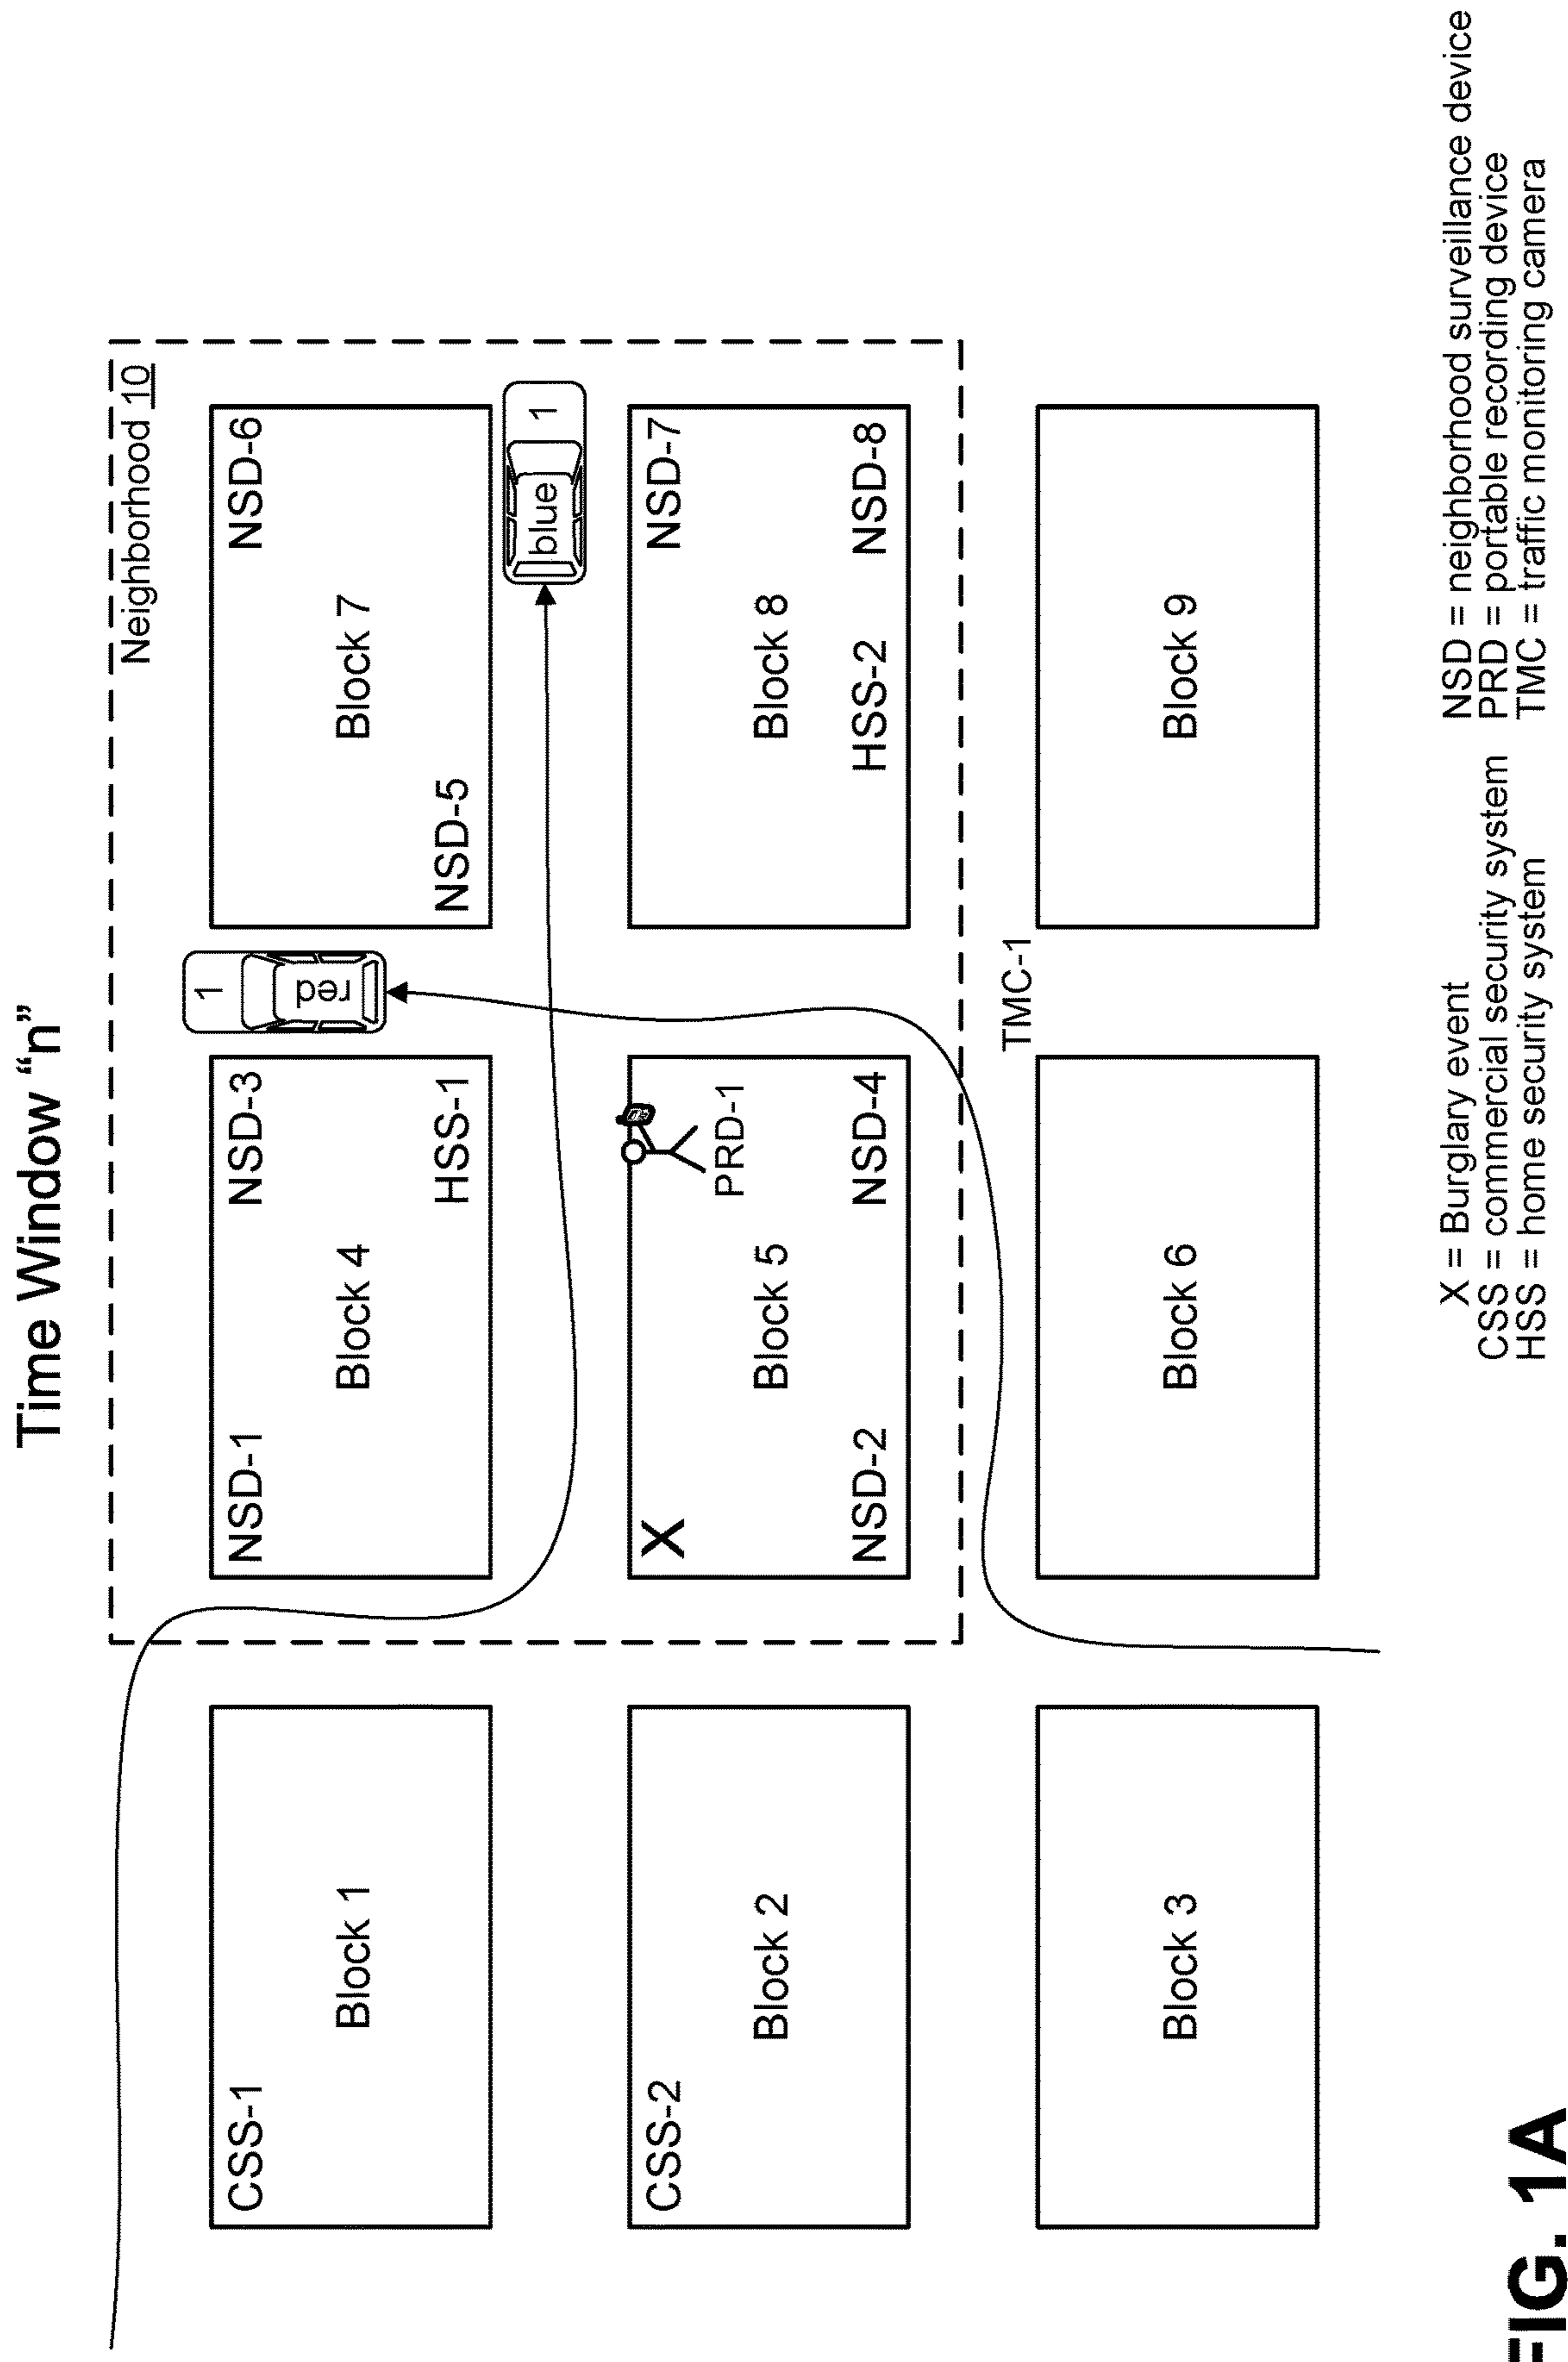 Time Window “n”
Neighborhood 10
CSS-1
Block 1
NSD-1
NSD-3
Block 4
HSS-1
1
red
NSD-6
Block 7
NSD-5
blue
1
CSS-2
Block 2
X
PRD-1
Block 5
NSD-2
NSD-4
NSD-7
Block 8
HSS-2
NSD-8
TMC-1
Block 3
Block 6
Block 9
X = Burglary event
CSS = commercial security system
HSS = home security system
NSD = neighborhood surveillance device
PRD = portable recording device
TMC = traffic monitoring camera
FIG. 1A